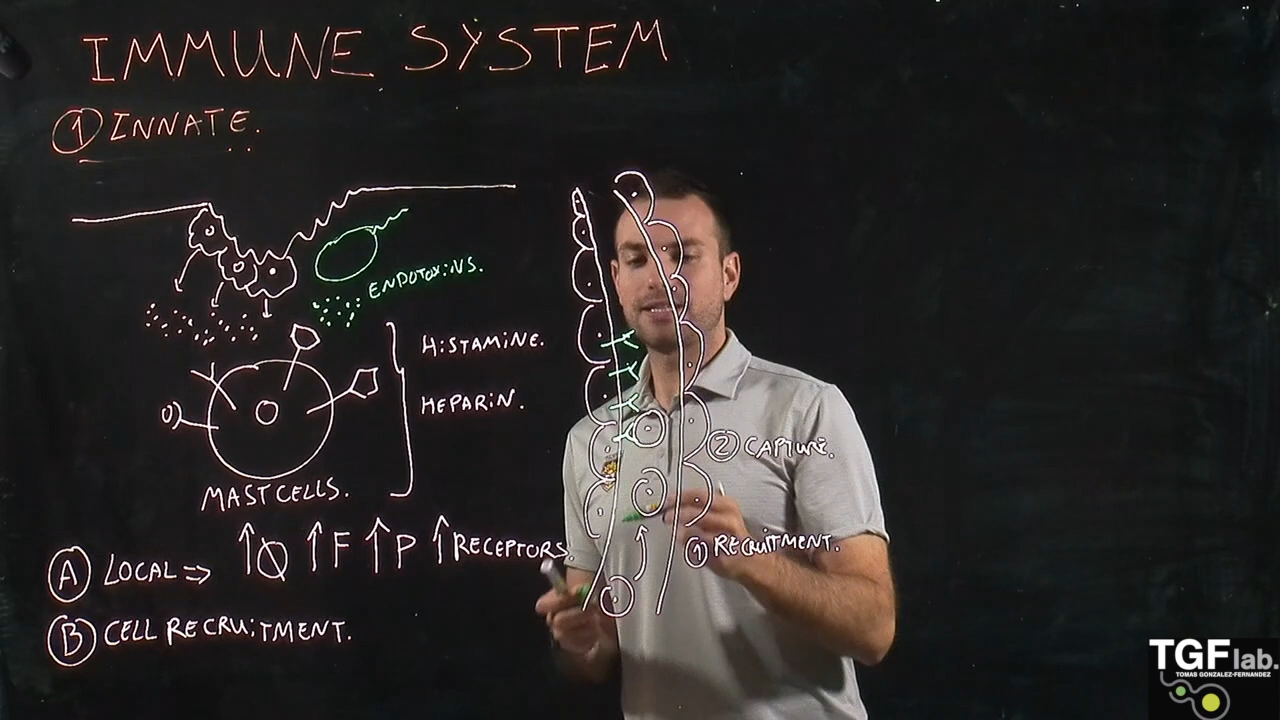 IMMUNE SYSTEM
① INNATE.
ENDOTOXINS.
HISTAMINE.
HEPARIN.
MAST CELLS.
Ⓐ LOCAL => ↑Ø ↑F ↑P ↑RECEPTORS.
Ⓑ CELL RECRUITMENT.
② CAPTURE.
① RECRUITMENT.
TGF lab.
TOMAS GONZALEZ-FERNANDEZ